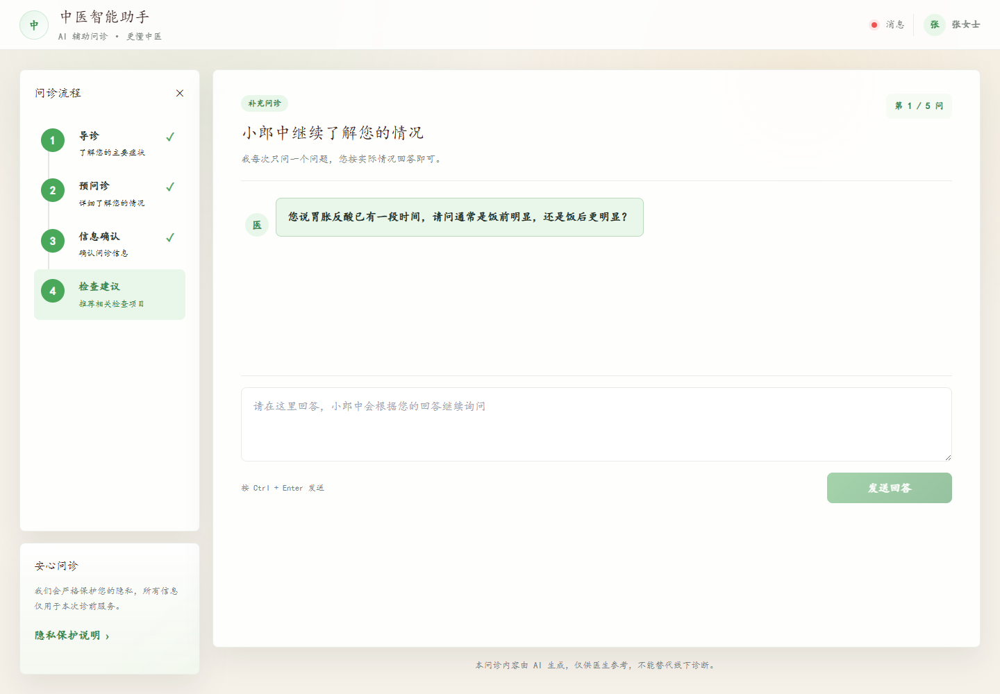 中
中医智能助手
AI 辅助问诊 • 更懂中医
消息
张
张女士
问诊流程
1
导诊
了解您的主要症状
2
预问诊
详细了解您的情况
3
信息确认
确认问诊信息
4
检查建议
推荐相关检查项目
安心问诊
我们会严格保护您的隐私，所有信息
仅用于本次诊前服务。
隐私保护说明 ›
补充问诊
第 1 / 5 问
小郎中继续了解您的情况
我每次只问一个问题，您按实际情况回答即可。
医
您说胃胀反酸已有一段时间，请问通常是饭前明显，还是饭后更明显？
请在这里回答，小郎中会根据您的回答继续询问
按 Ctrl + Enter 发送
发送回答
本问诊内容由 AI 生成，仅供医生参考，不能替代线下诊断。